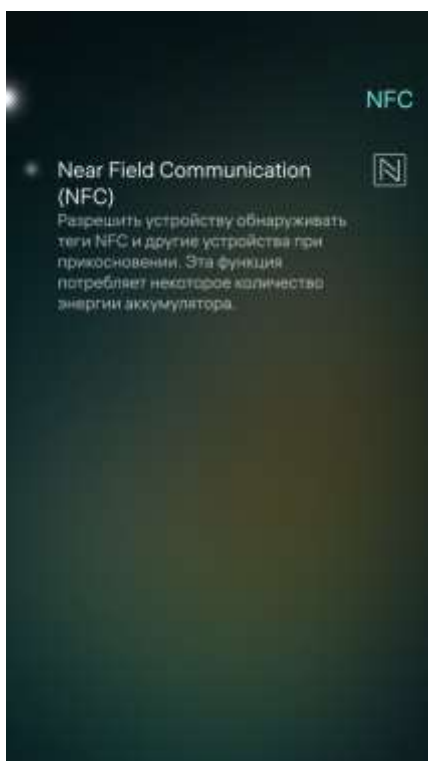 NFC
Near Field Communication
(NFC)
Разрешить устройству обнаруживать
теги NFC и другие устройства при
прикосновении. Эта функция
потребляет некоторое количество
энергии аккумулятора.